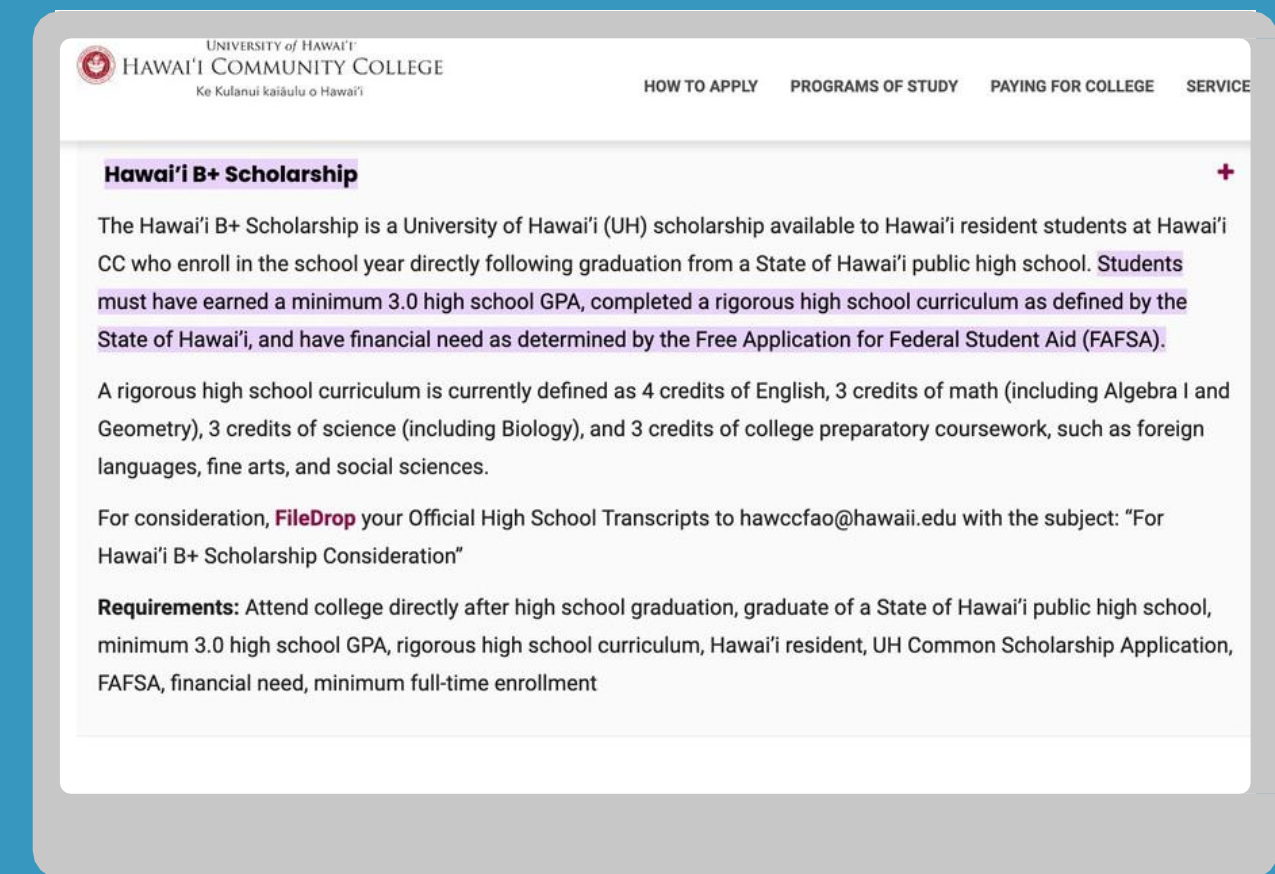 UNIVERSITY of HAWAI'I
HAWAI'I COMMUNITY COLLEGE
Ke Kulanui kaiāulu o Hawai'i
HOW TO APPLY PROGRAMS OF STUDY PAYING FOR COLLEGE SERVICE
Hawai'i B+ Scholarship +
The Hawai'i B+ Scholarship is a University of Hawai'i (UH) scholarship available to Hawai'i resident students at Hawai'i
CC who enroll in the school year directly following graduation from a State of Hawai'i public high school. Students
must have earned a minimum 3.0 high school GPA, completed a rigorous high school curriculum as defined by the
State of Hawai'i, and have financial need as determined by the Free Application for Federal Student Aid (FAFSA).
A rigorous high school curriculum is currently defined as 4 credits of English, 3 credits of math (including Algebra I and
Geometry), 3 credits of science (including Biology), and 3 credits of college preparatory coursework, such as foreign
languages, fine arts, and social sciences.
For consideration, FileDrop your Official High School Transcripts to hawccfao@hawaii.edu with the subject: “For
Hawai'i B+ Scholarship Consideration”
Requirements: Attend college directly after high school graduation, graduate of a State of Hawai'i public high school,
minimum 3.0 high school GPA, rigorous high school curriculum, Hawai'i resident, UH Common Scholarship Application,
FAFSA, financial need, minimum full-time enrollment